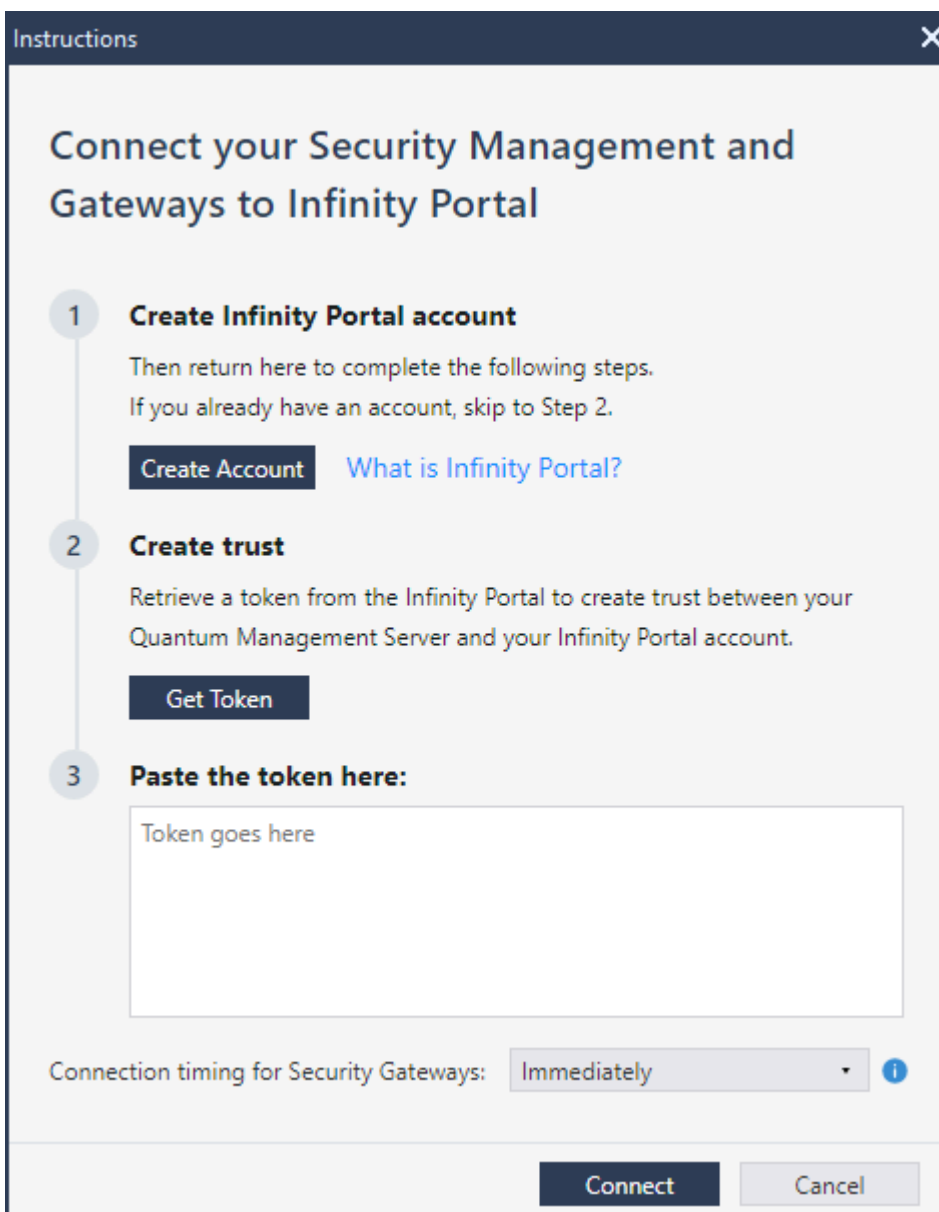 Instructions
Connect your Security Management and
Gateways to Infinity Portal
1 Create Infinity Portal account
Then return here to complete the following steps.
If you already have an account, skip to Step 2.
Create Account What is Infinity Portal?
2 Create trust
Retrieve a token from the Infinity Portal to create trust between your
Quantum Management Server and your Infinity Portal account.
Get Token
3 Paste the token here:
Token goes here
Connection timing for Security Gateways: Immediately
Connect Cancel